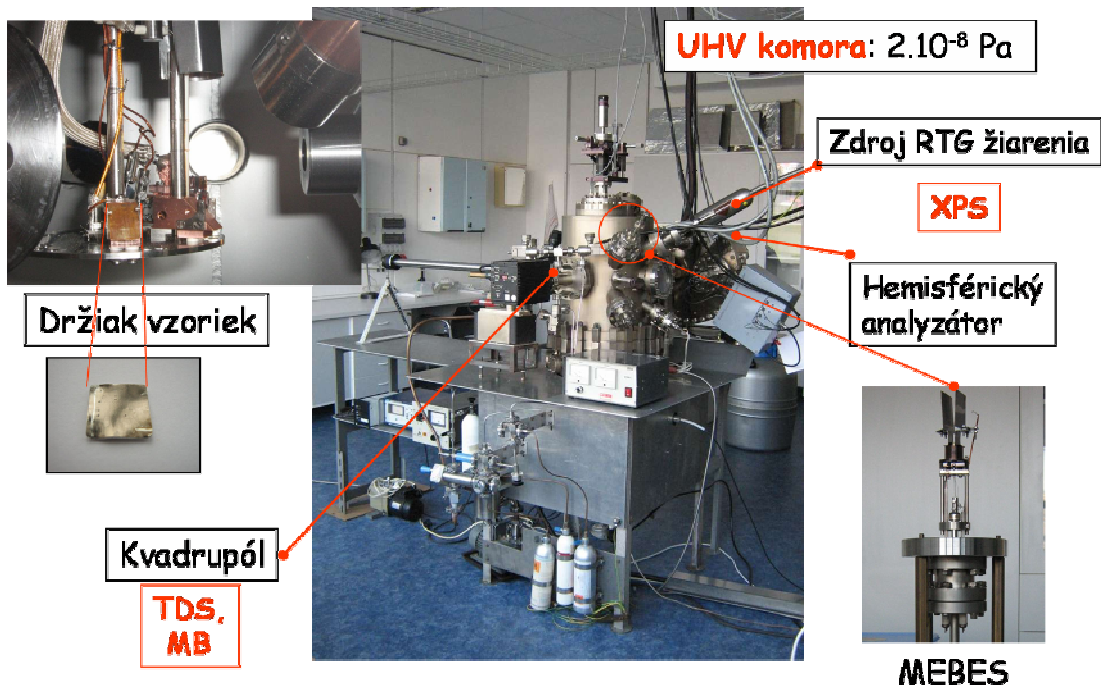 UHV komora: 2.10⁻⁸ Pa
Zdroj RTG žiarenia
XPS
Hemisférický
analyzátor
Držiak vzoriek
Kvadrupól
TDS,
MB
MEBES